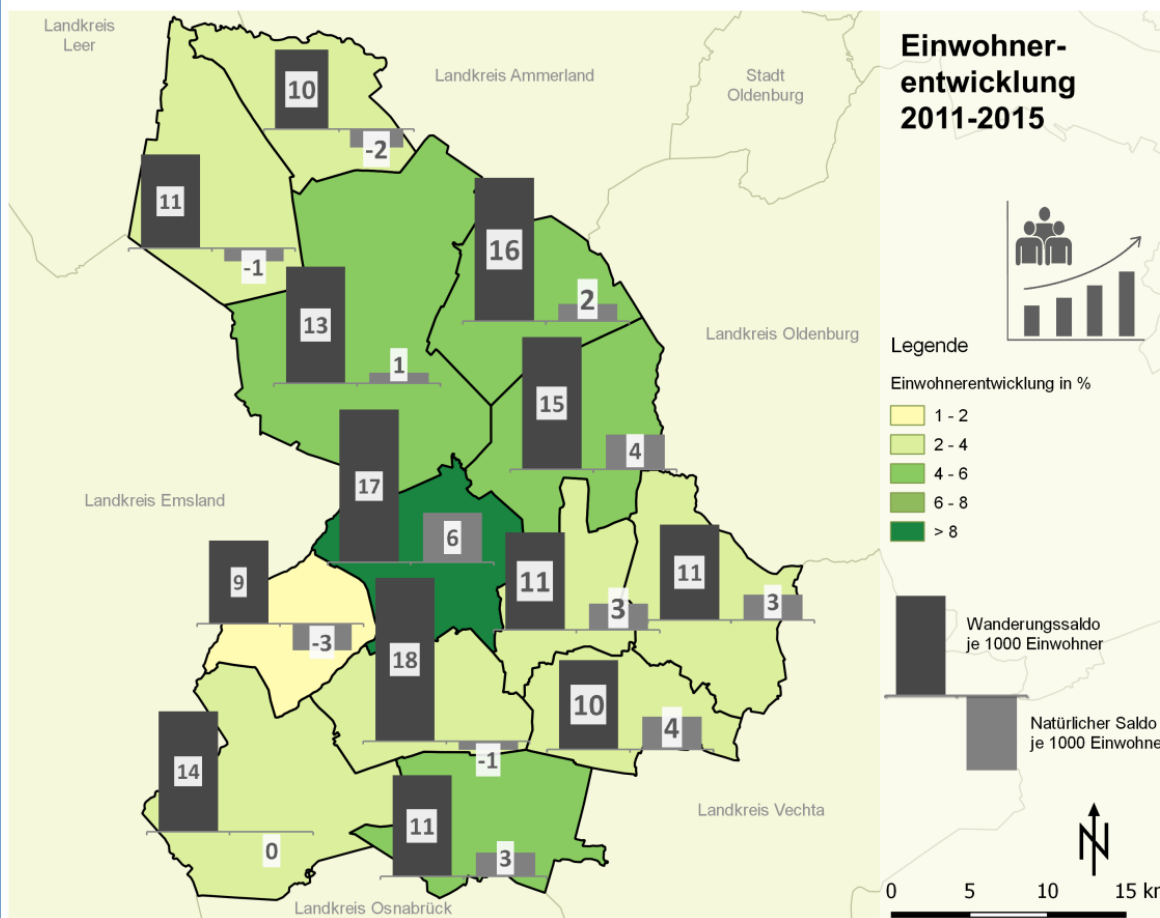 Landkreis
Leer
Landkreis Ammerland
Stadt
Oldenburg
Landkreis Oldenburg
Landkreis Emsland
Landkreis Vechta
Landkreis Osnabrück
10
-2
11
-1
16
2
13
1
15
4
17
6
11
3
11
3
9
-3
18
-1
10
4
14
0
11
3
Einwohner-
entwicklung
2011-2015
Legende
Einwohnerentwicklung in %
1 - 2
2 - 4
4 - 6
6 - 8
> 8
Wanderungssaldo
je 1000 Einwohner
Natürlicher Saldo
je 1000 Einwohne
N
0 5 10 15 km